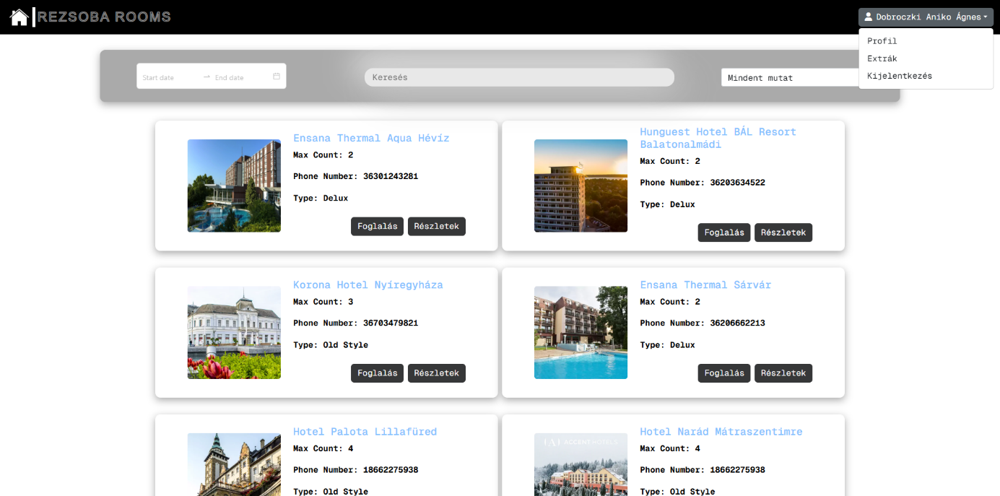 REZSOBA ROOMS
Dobroczki Aniko Ágnes
Profil
Extrák
Kijelentkezés
Start date
End date
Keresés
Mindent mutat
Ensana Thermal Aqua Hévíz
Max Count: 2
Phone Number: 36301243281
Type: Delux
Foglalás
Részletek
Hunguest Hotel BÁL Resort
Balatonalmádi
Max Count: 2
Phone Number: 36203634522
Type: Delux
Foglalás
Részletek
Korona Hotel Nyíregyháza
Max Count: 3
Phone Number: 36703479821
Type: Old Style
Foglalás
Részletek
Ensana Thermal Sárvár
Max Count: 2
Phone Number: 36206662213
Type: Delux
Foglalás
Részletek
Hotel Palota Lillafüred
Max Count: 4
Phone Number: 18662275938
Type: Old Style
ACCENT HOTELS
Hotel Narád Mátraszentimre
Max Count: 4
Phone Number: 18662275938
Type: Old Style